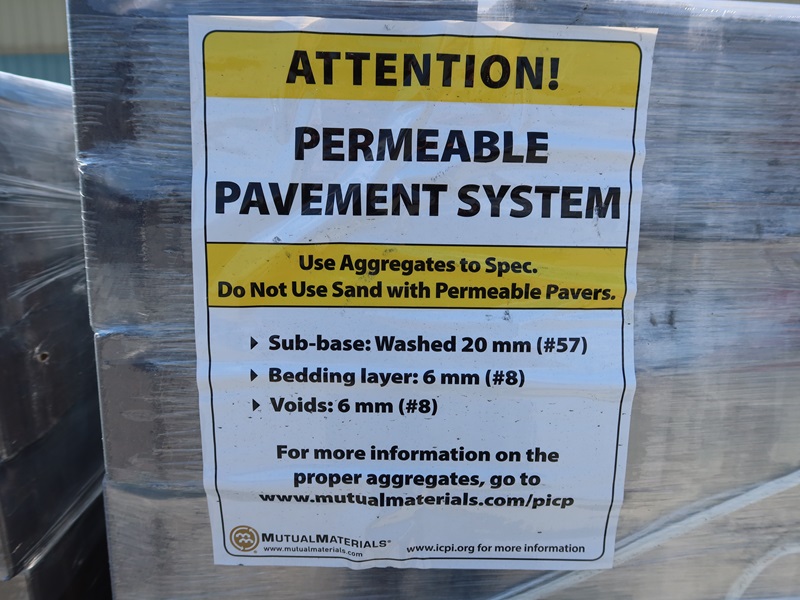 ATTENTION!
PERMEABLE
PAVEMENT SYSTEM
Use Aggregates to Spec.
Do Not Use Sand with Permeable Pavers.
Sub-base: Washed 20 mm (#57)
Bedding layer: 6 mm (#8)
Voids: 6 mm (#8)
For more information on the
proper aggregates, go to
www.mutualmaterials.com/picp
MUTUALMATERIALS®
www.mutualmaterials.com
www.icpi.org for more information